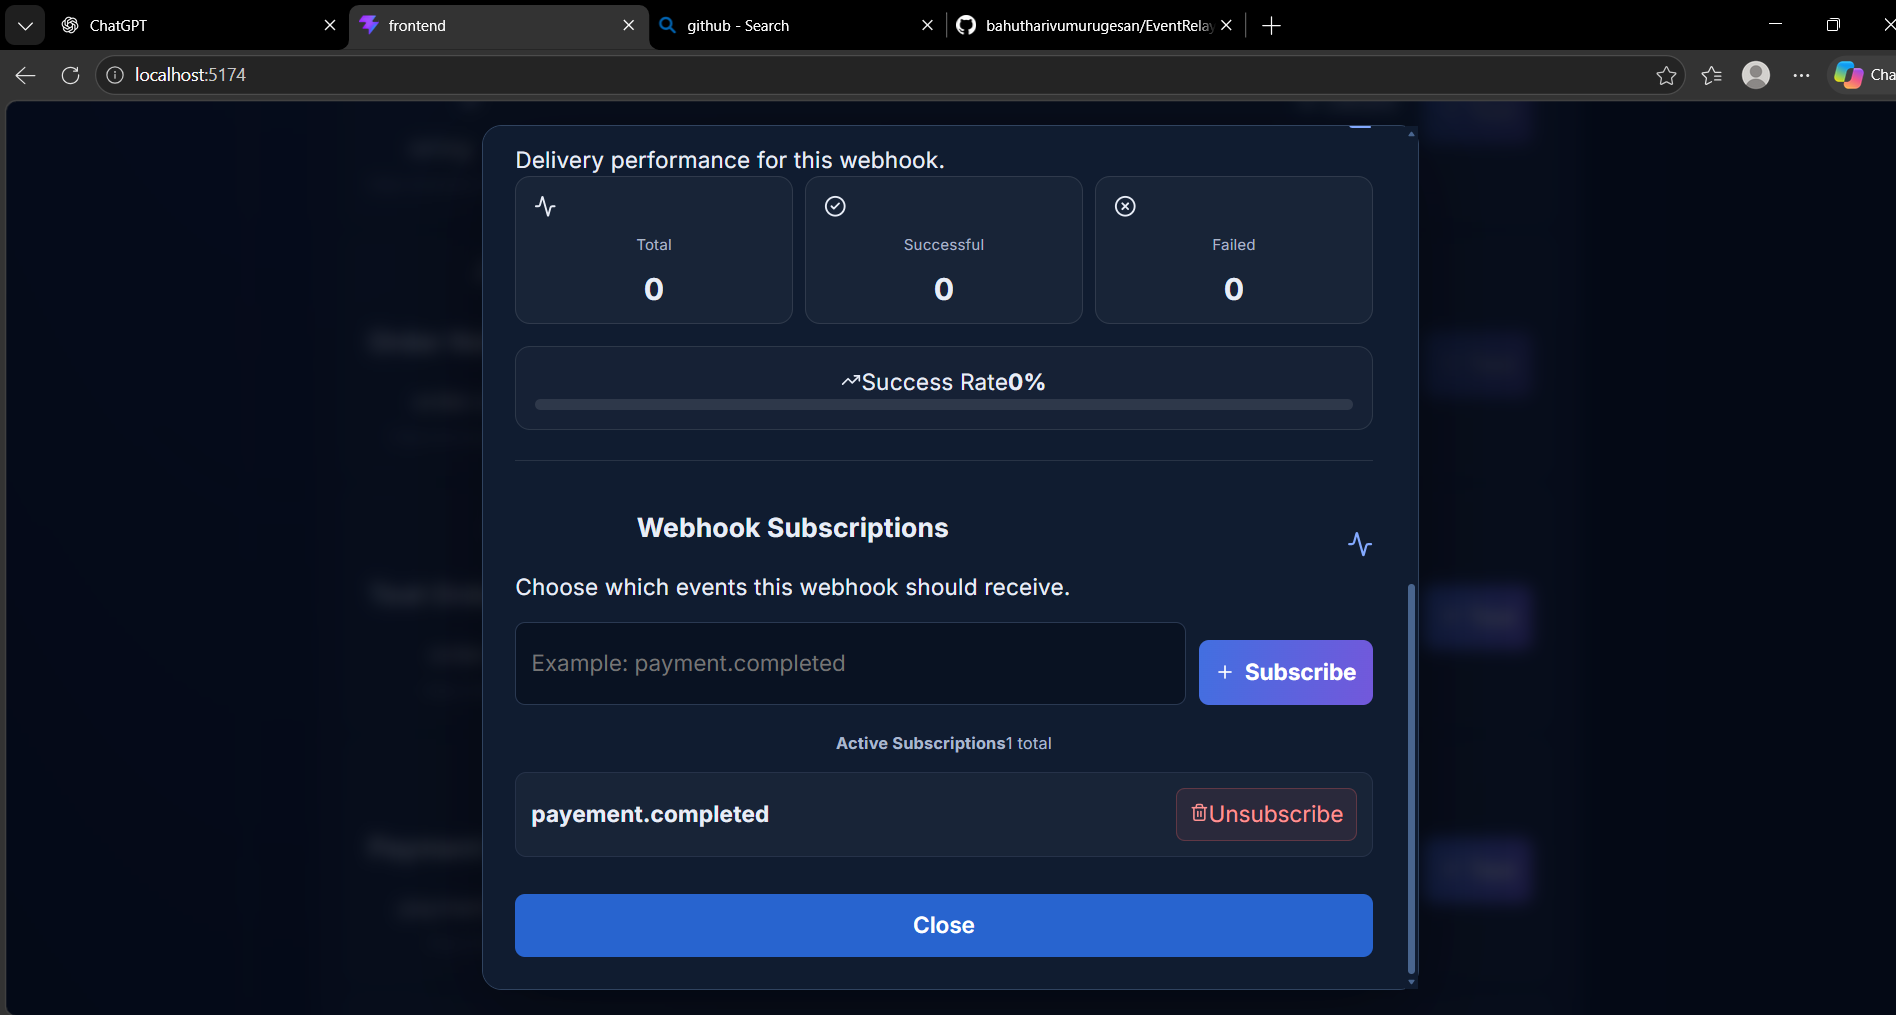 ChatGPT
frontend
github - Search
bahutharivumurugesan/EventRelay
localhost:5174
Cha
Delivery performance for this webhook.
Total
Successful
Failed
0
0
0
Success Rate0%
Webhook Subscriptions
Choose which events this webhook should receive.
Example: payment.completed
+ Subscribe
Active Subscriptions1 total
payement.completed
Unsubscribe
Close